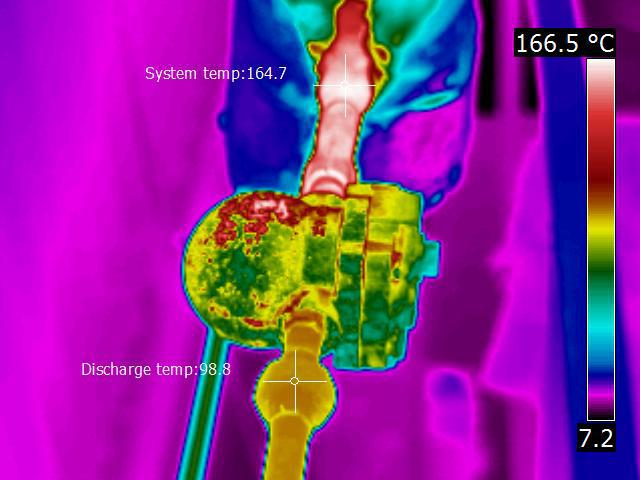 166.5 °C
System temp:164.7
Discharge temp:98.8
7.2